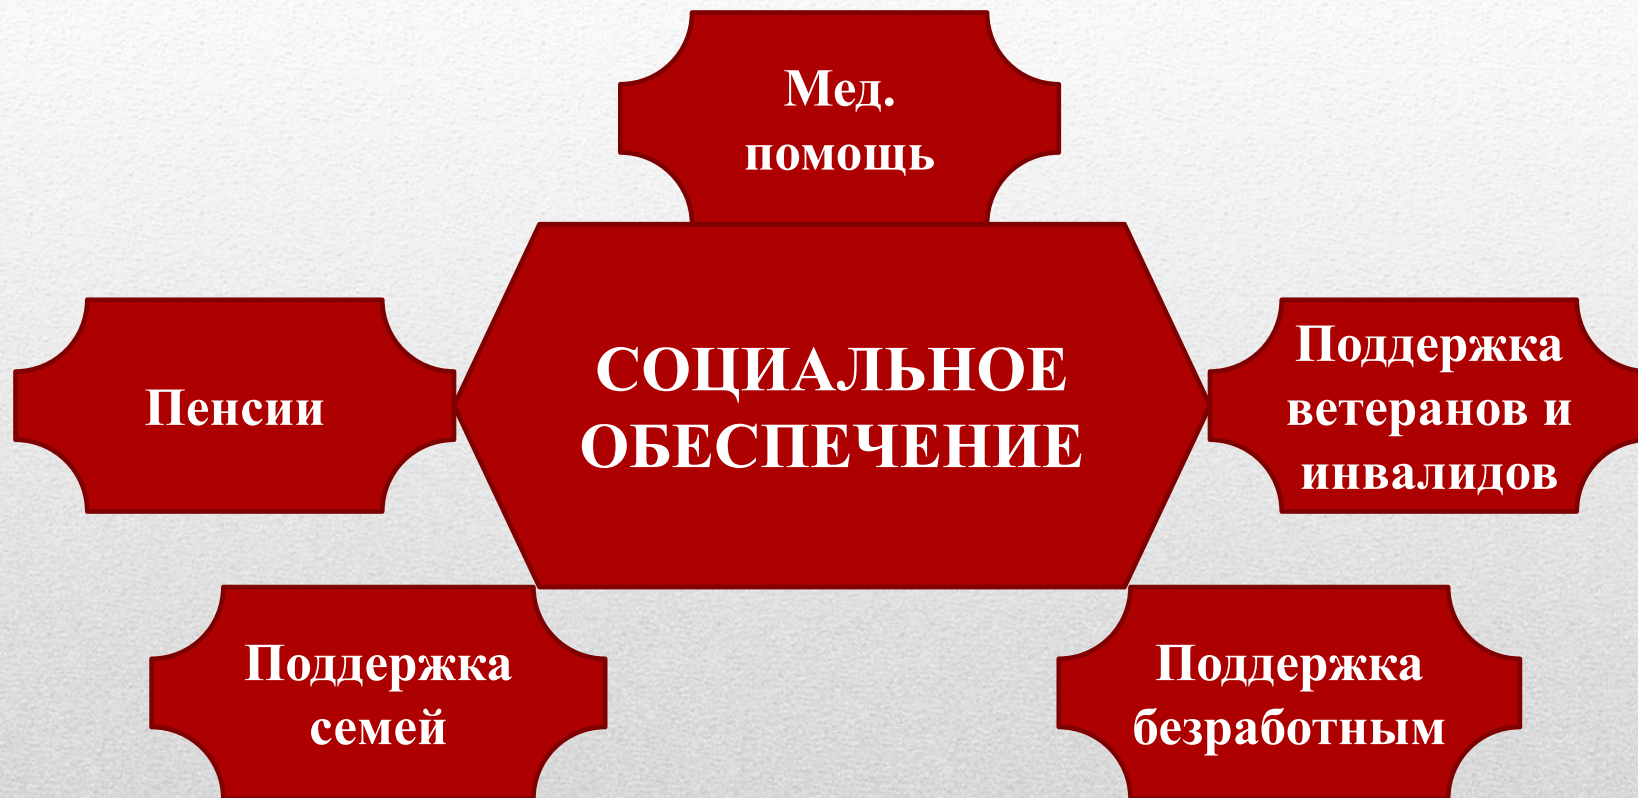 Мед.
помощь
СОЦИАЛЬНОЕ
ОБЕСПЕЧЕНИЕ
Пенсии
Поддержка
ветеранов и
инвалидов
Поддержка
семей
Поддержка
безработным